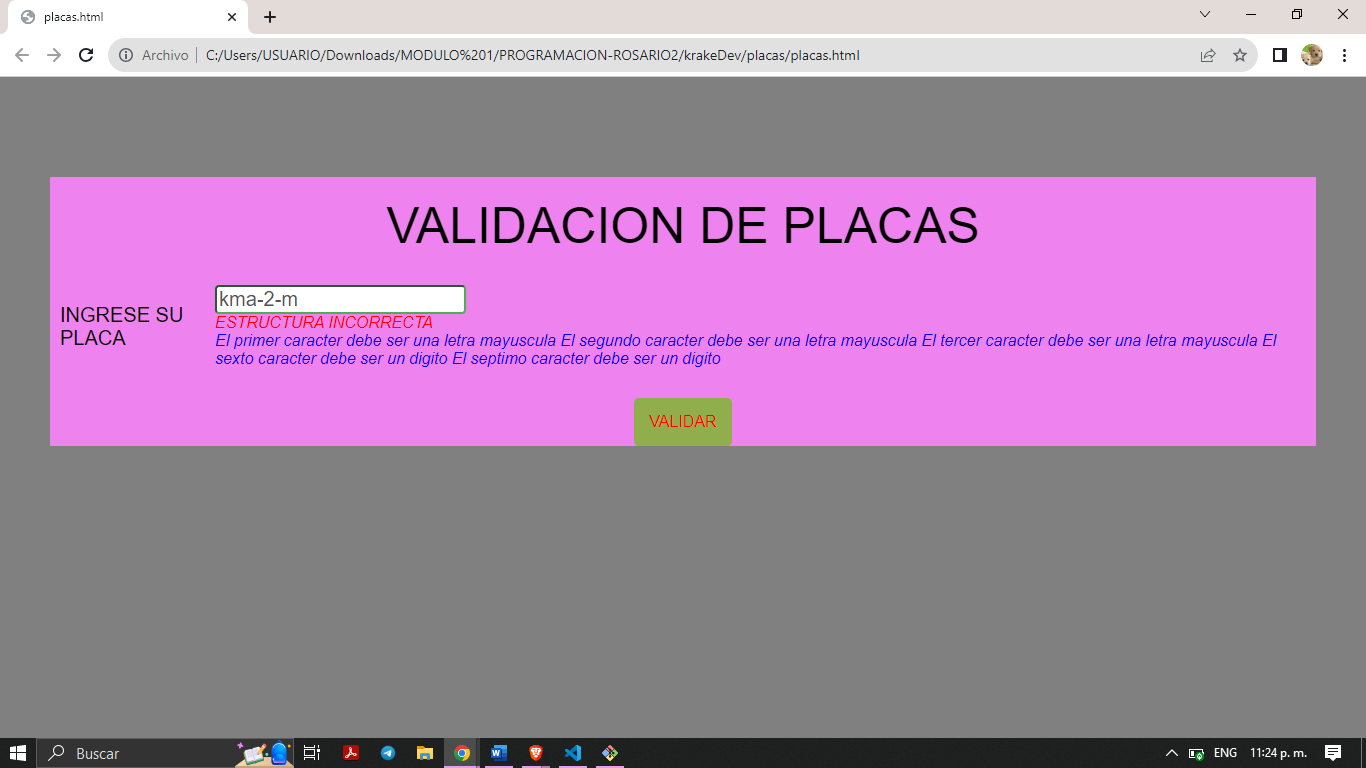 placas.html
Archivo C:/Users/USUARIO/Downloads/MODULO%201/PROGRAMACION-ROSARIO2/krakeDev/placas/placas.html
VALIDACION DE PLACAS
INGRESE SU
PLACA
kma-2-m
ESTRUCTURA INCORRECTA
El primer caracter debe ser una letra mayuscula El segundo caracter debe ser una letra mayuscula El tercer caracter debe ser una letra mayuscula El
sexto caracter debe ser un digito El septimo caracter debe ser un digito
VALIDAR
Buscar
ENG 11:24 p. m.